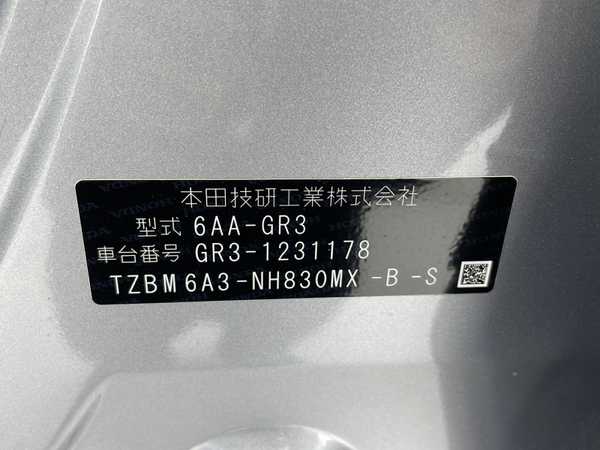 本田技研工業株式会社
型式 6AA-GR3
車台番号 GR3-1231178
TZBM6A3-NH830MX -B -S